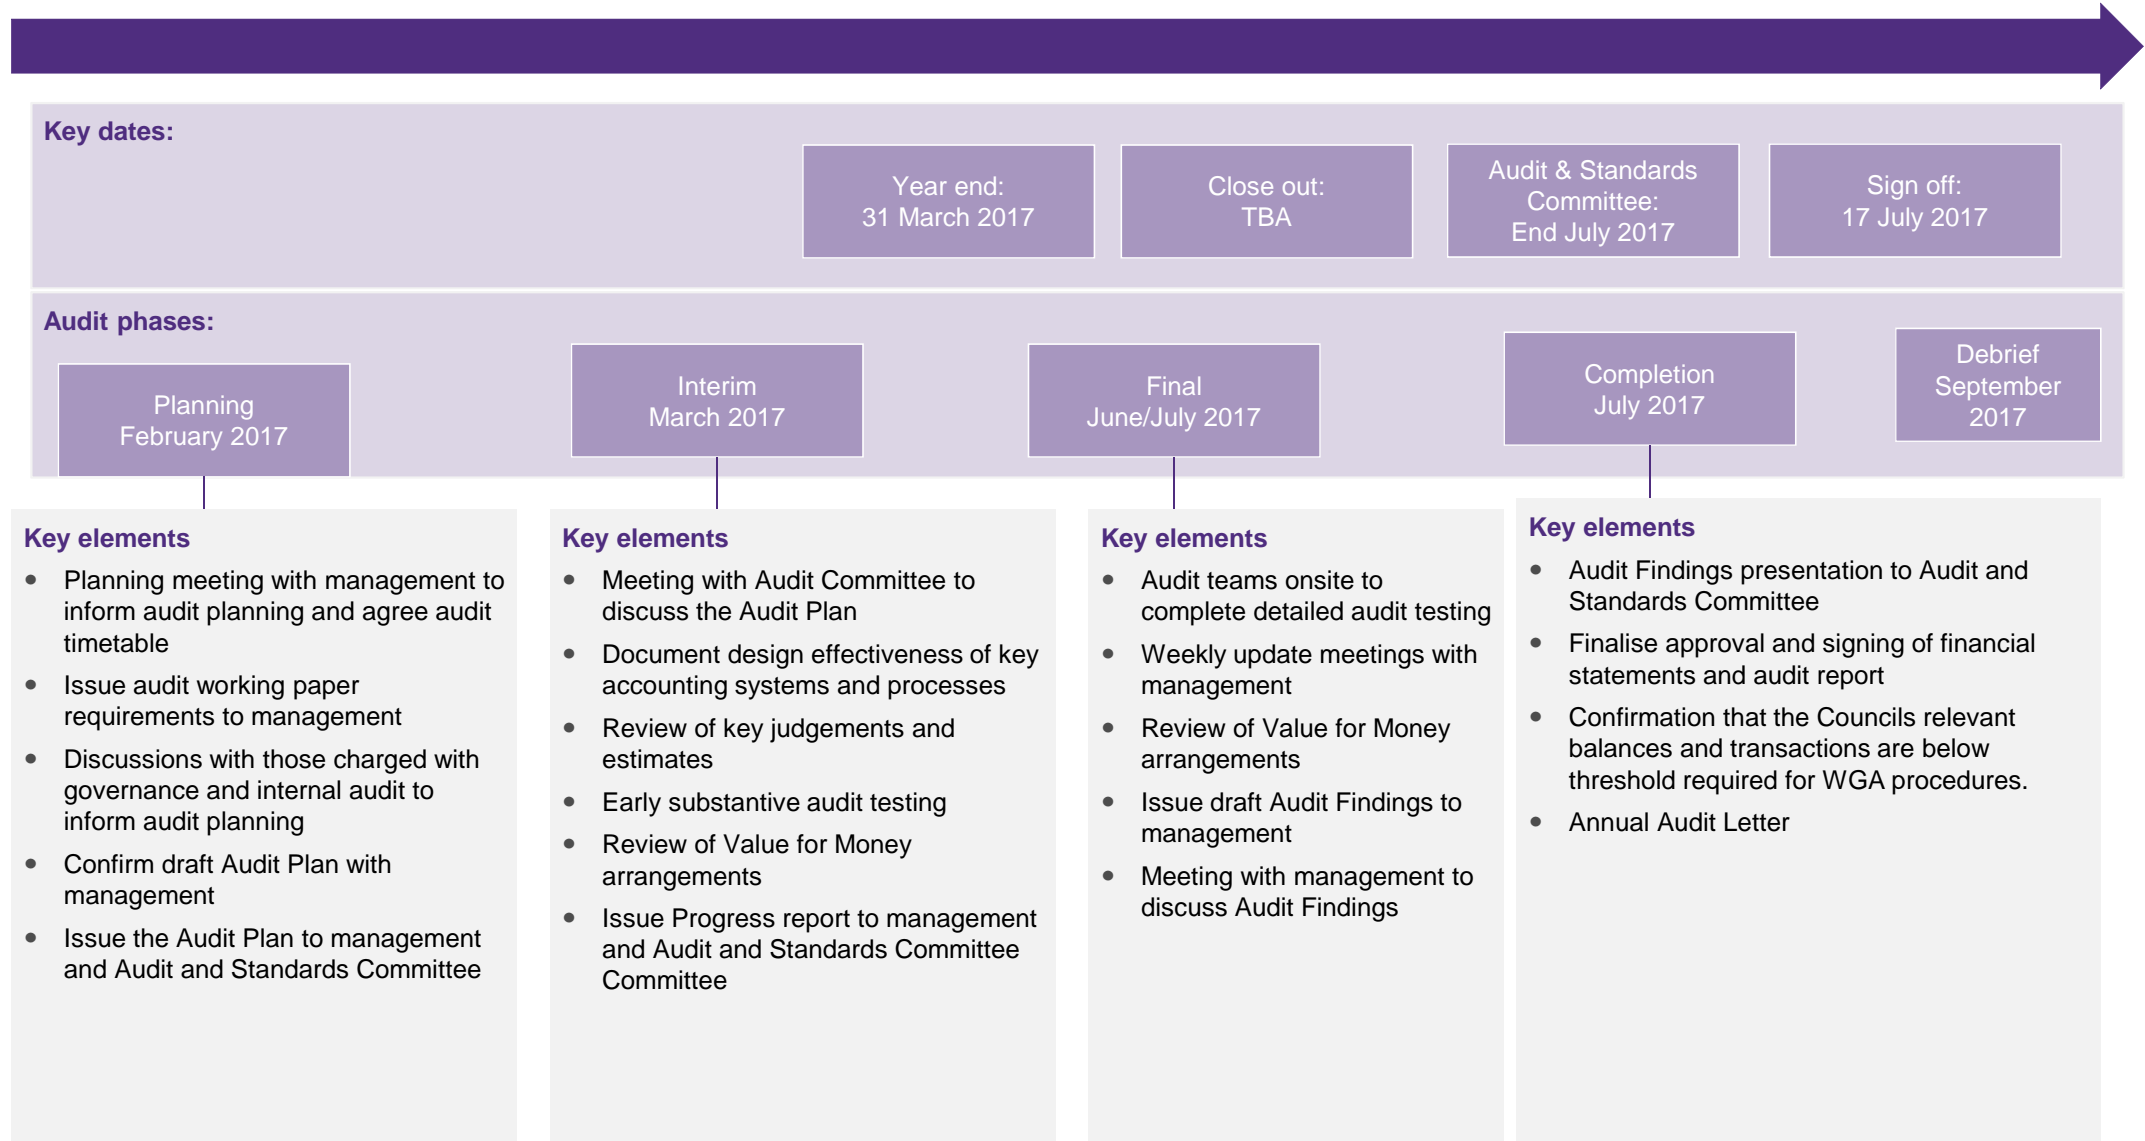 Key dates:
Year end:
31 March 2017
Close out:
TBA
Audit & Standards
Committee:
End July 2017
Sign off:
17 July 2017
Audit phases:
Planning
February 2017
Interim
March 2017
Final
June/July 2017
Completion
July 2017
Debrief
September
2017
Key elements
• Planning meeting with management to
inform audit planning and agree audit
timetable
• Issue audit working paper
requirements to management
• Discussions with those charged with
governance and internal audit to
inform audit planning
• Confirm draft Audit Plan with
management
• Issue the Audit Plan to management
and Audit and Standards Committee
Key elements
• Meeting with Audit Committee to
discuss the Audit Plan
• Document design effectiveness of key
accounting systems and processes
• Review of key judgements and
estimates
• Early substantive audit testing
• Review of Value for Money
arrangements
• Issue Progress report to management
and Audit and Standards Committee
Committee
Key elements
• Audit teams onsite to
complete detailed audit testing
• Weekly update meetings with
management
• Review of Value for Money
arrangements
• Issue draft Audit Findings to
management
• Meeting with management to
discuss Audit Findings
Key elements
• Audit Findings presentation to Audit and
Standards Committee
• Finalise approval and signing of financial
statements and audit report
• Confirmation that the Councils relevant
balances and transactions are below
threshold required for WGA procedures.
• Annual Audit Letter